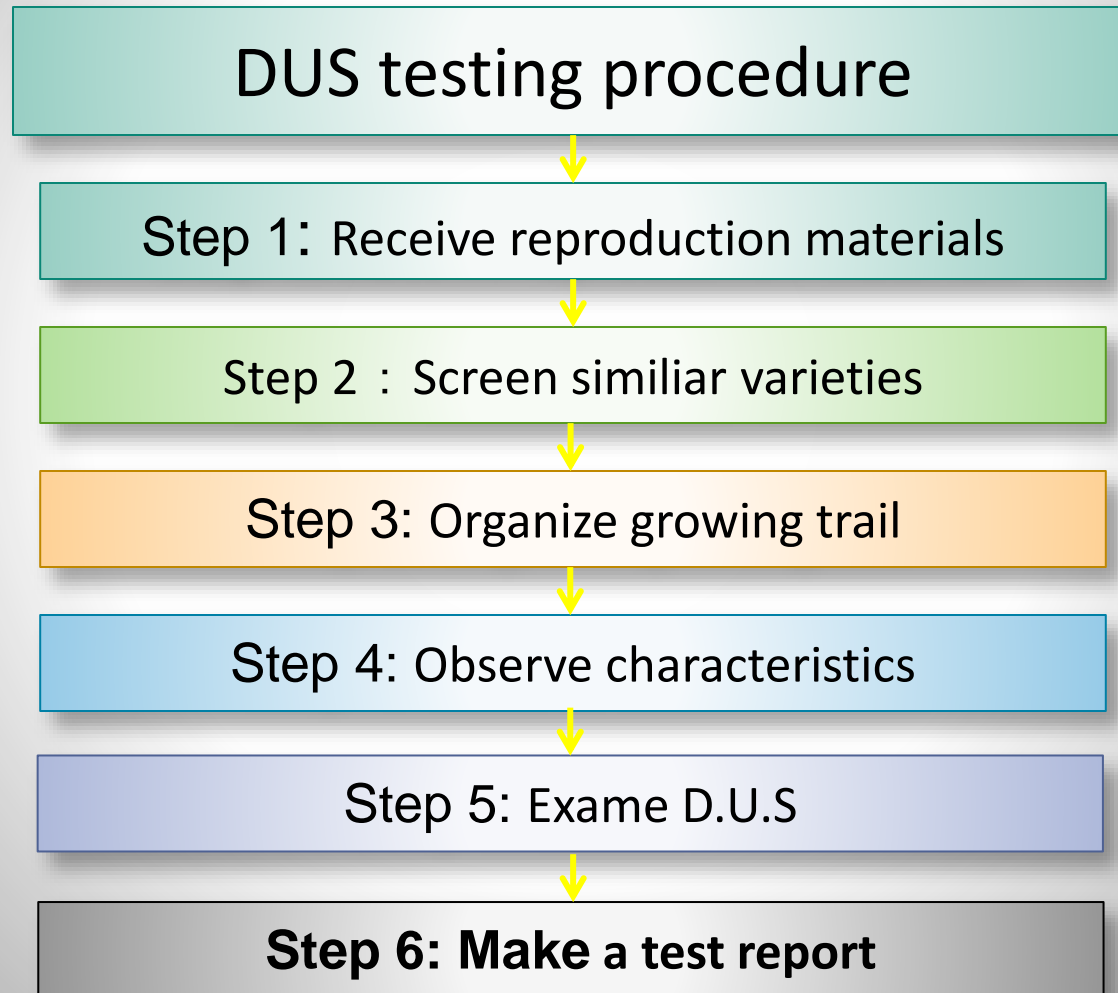 DUS testing procedure
Step 1: Receive reproduction materials
Step 2 : Screen similiar varieties
Step 3: Organize growing trail
Step 4: Observe characteristics
Step 5: Exame D.U.S
Step 6: Make a test report